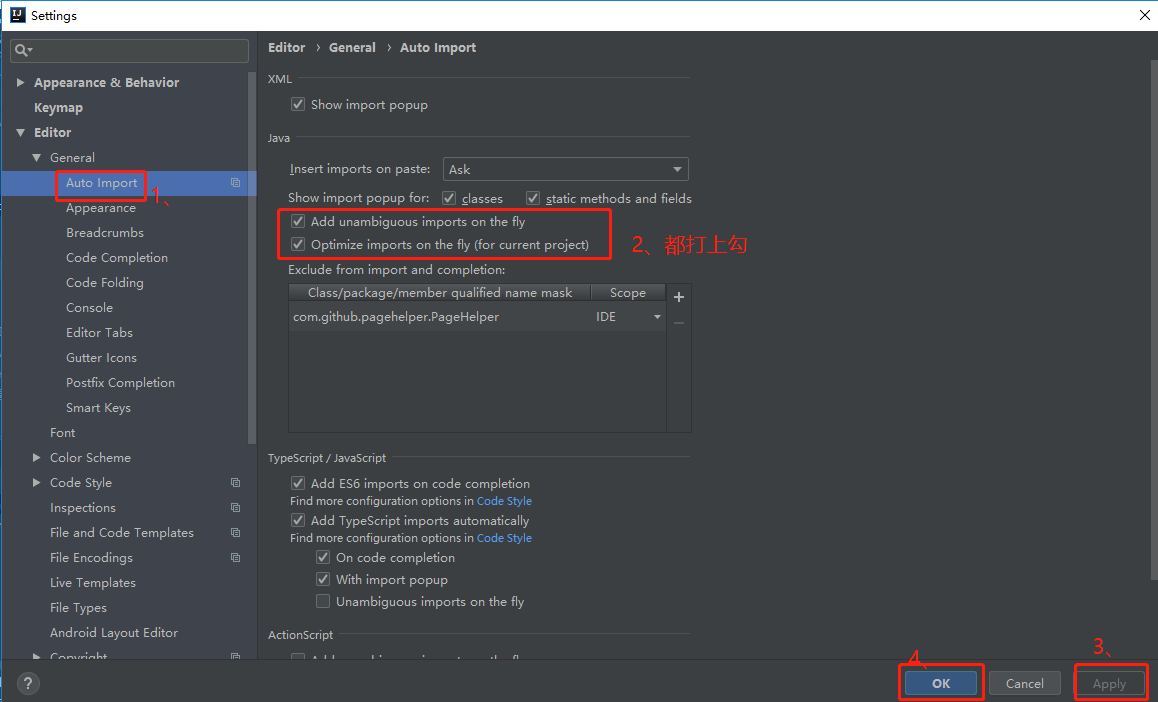 Settings
Editor › General › Auto Import
Appearance & Behavior
Keymap
Editor
General
Auto Import
1、
Appearance
Breadcrumbs
Code Completion
Code Folding
Console
Editor Tabs
Gutter Icons
Postfix Completion
Smart Keys
Font
Color Scheme
Code Style
Inspections
File and Code Templates
File Encodings
Live Templates
File Types
Android Layout Editor
Copyright
XML
Show import popup
Java
Insert imports on paste: Ask
Show import popup for: classes static methods and fields
Add unambiguous imports on the fly
Optimize imports on the fly (for current project)
2、都打上勾
Exclude from import and completion:
Class/package/member qualified name mask Scope
com.github.pagehelper.PageHelper IDE
TypeScript / JavaScript
Add ES6 imports on code completion
Find more configuration options in Code Style
Add TypeScript imports automatically
Find more configuration options in Code Style
On code completion
With import popup
Unambiguous imports on the fly
ActionScript
4、
3、
? OK Cancel Apply